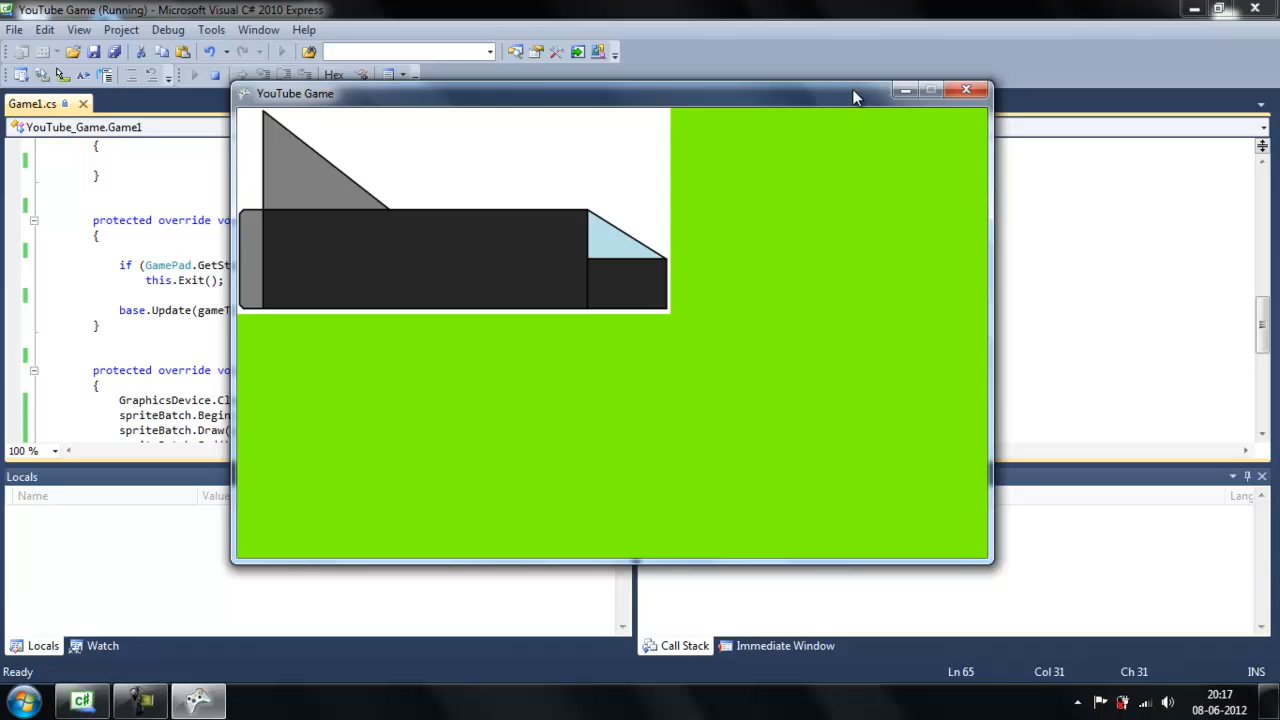 YouTube Game (Running) - Microsoft Visual C# 2010 Express
File Edit View Project Debug Tools Window Help
Hex
Game1.cs
YouTube Game
YouTube_Game.Game1
{
}
protected override vo
{
if (GamePad.GetSt
this.Exit();
base.Update(gameT
}
protected override vo
{
GraphicsDevice.Cl
spriteBatch.Begin
spriteBatch.Draw(
100 %
Locals
Name Value Lang
Locals Watch Call Stack Immediate Window
Ready Ln 65 Col 31 Ch 31 INS
20:17
08-06-2012